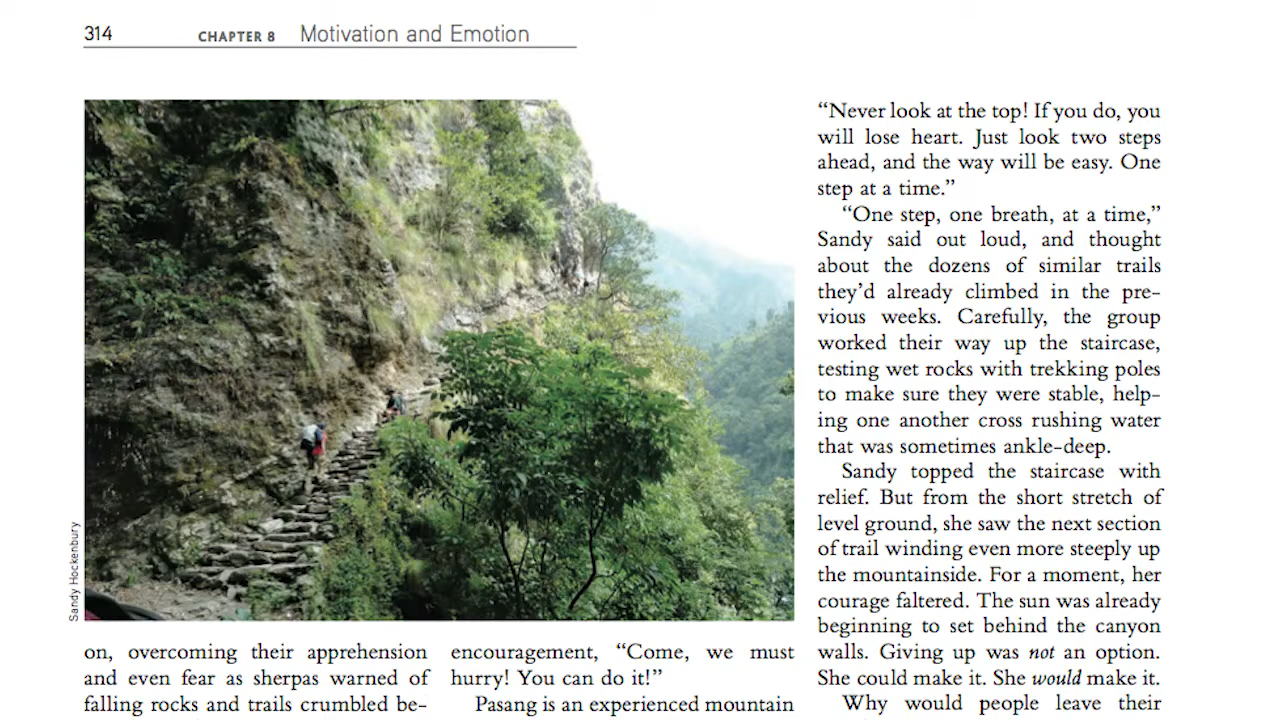 314 CHAPTER 8 Motivation and Emotion
Sandy Hockenbury
on, overcoming their apprehension
and even fear as sherpas warned of
falling rocks and trails crumbled be-
encouragement, “Come, we must
hurry! You can do it!”
Pasang is an experienced mountain
“Never look at the top! If you do, you
will lose heart. Just look two steps
ahead, and the way will be easy. One
step at a time.”
“One step, one breath, at a time,”
Sandy said out loud, and thought
about the dozens of similar trails
they’d already climbed in the pre-
vious weeks. Carefully, the group
worked their way up the staircase,
testing wet rocks with trekking poles
to make sure they were stable, help-
ing one another cross rushing water
that was sometimes ankle-deep.
Sandy topped the staircase with
relief. But from the short stretch of
level ground, she saw the next section
of trail winding even more steeply up
the mountainside. For a moment, her
courage faltered. The sun was already
beginning to set behind the canyon
walls. Giving up was not an option.
She could make it. She would make it.
Why would people leave their